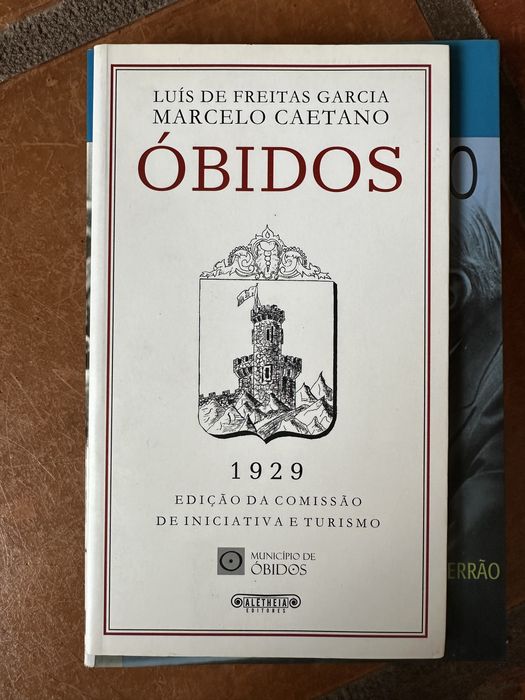 LUÍS DE FREITAS GARCIA
MARCELO CAETANO
ÓBIDOS
1929
EDIÇÃO DA COMISSÃO
DE INICIATIVA E TURISMO
MUNICÍPIO DE
ÓBIDOS
ALÊTHEIA
EDITORES
O
ERRÃO